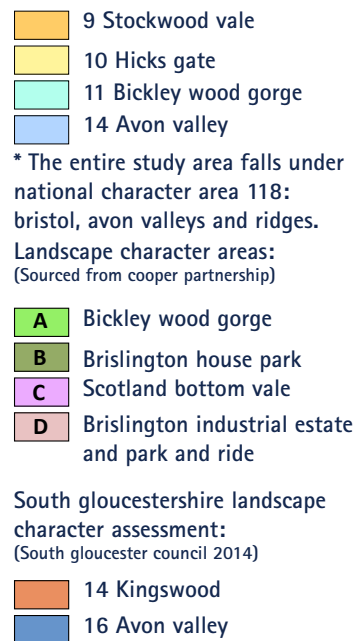 9 Stockwood vale
10 Hicks gate
11 Bickley wood gorge
14 Avon valley
* The entire study area falls under
national character area 118:
bristol, avon valleys and ridges.
Landscape character areas:
(Sourced from cooper partnership)
A Bickley wood gorge
B Brislington house park
C Scotland bottom vale
D Brislington industrial estate
and park and ride
South gloucestershire landscape
character assessment:
(South gloucester council 2014)
14 Kingswood
16 Avon valley